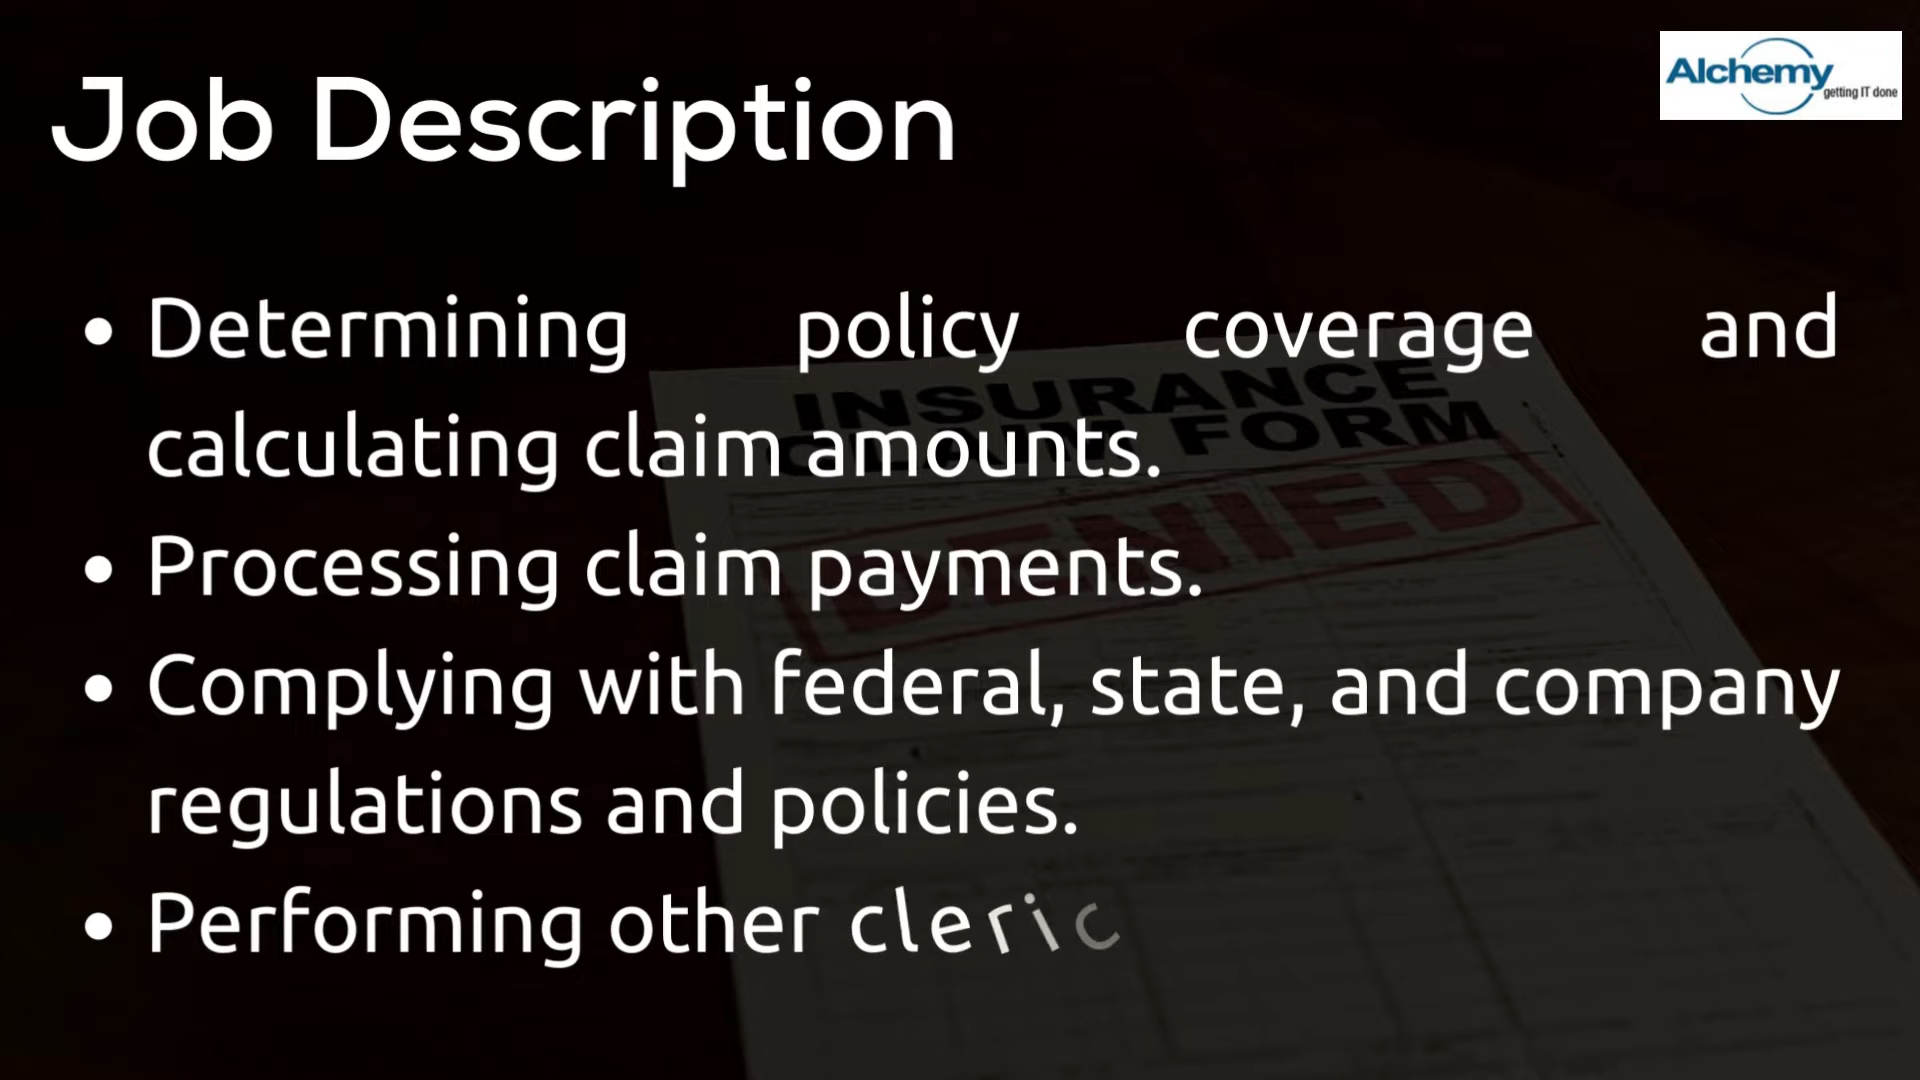 Job Description
Alchemy
getting IT done
• Determining policy coverage and
calculating claim amounts.
• Processing claim payments.
• Complying with federal, state, and company
regulations and policies.
• Performing other cleric
INSURANCE
CLAIM FORM
DENIED